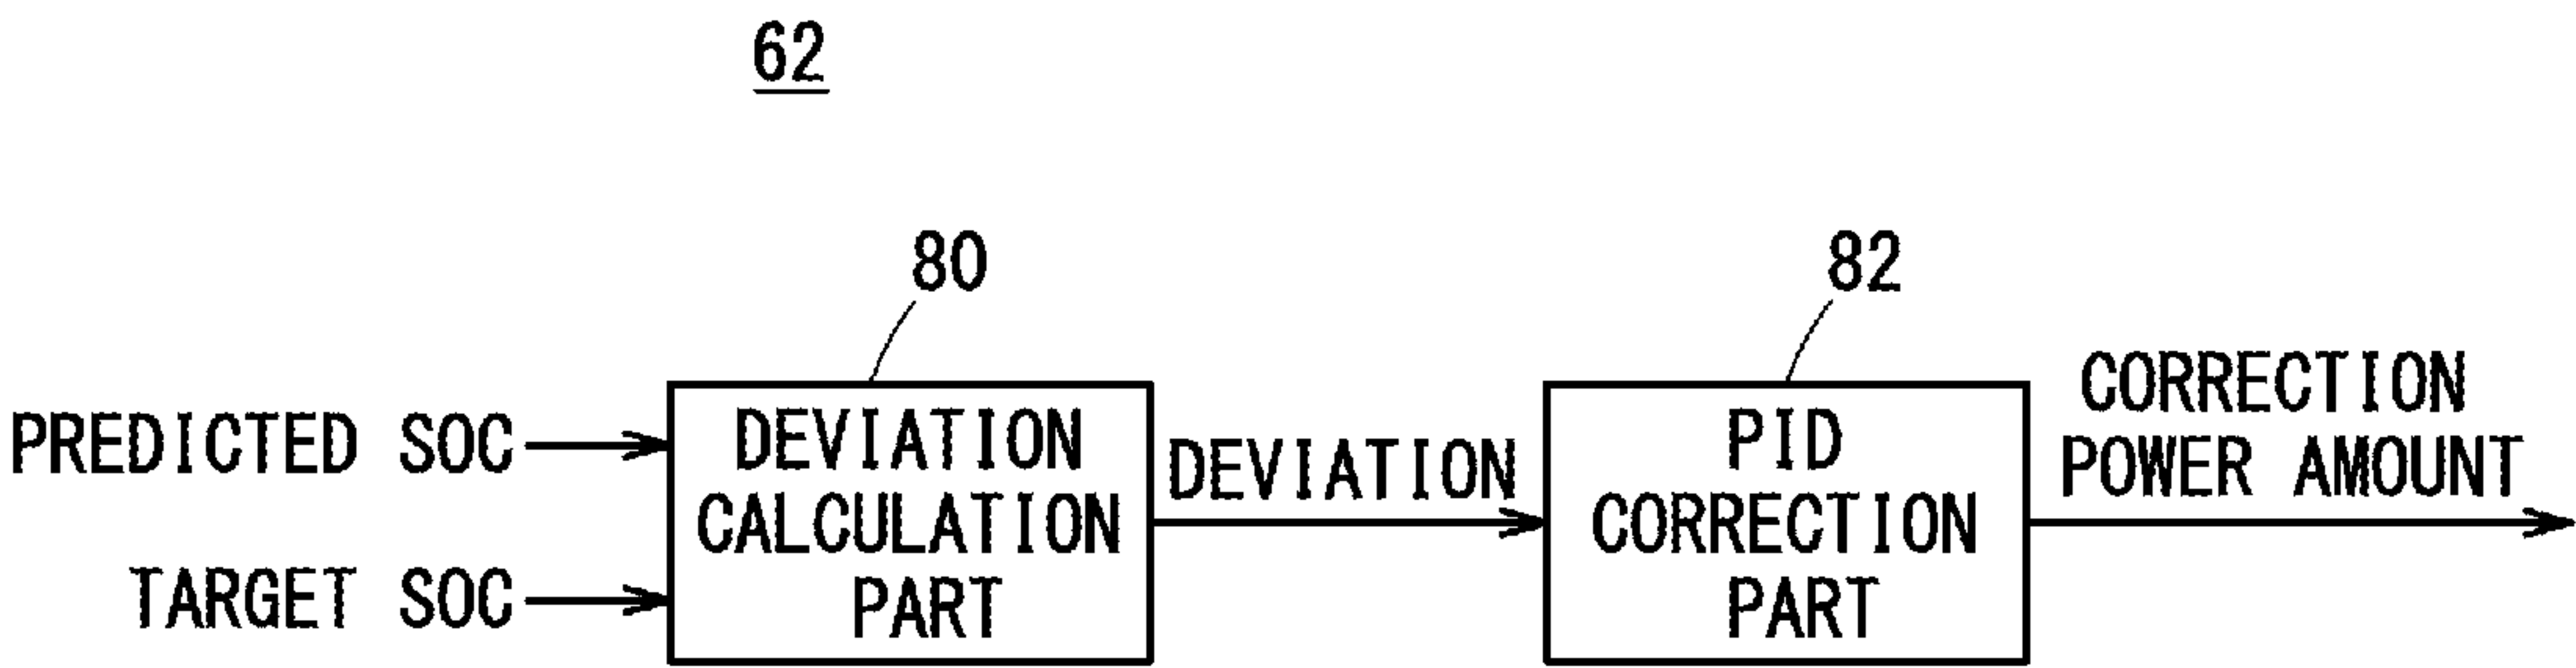 62
80
82
PREDICTED SOC
TARGET SOC
DEVIATION
CALCULATION
PART
DEVIATION
PID
CORRECTION
PART
CORRECTION
POWER AMOUNT